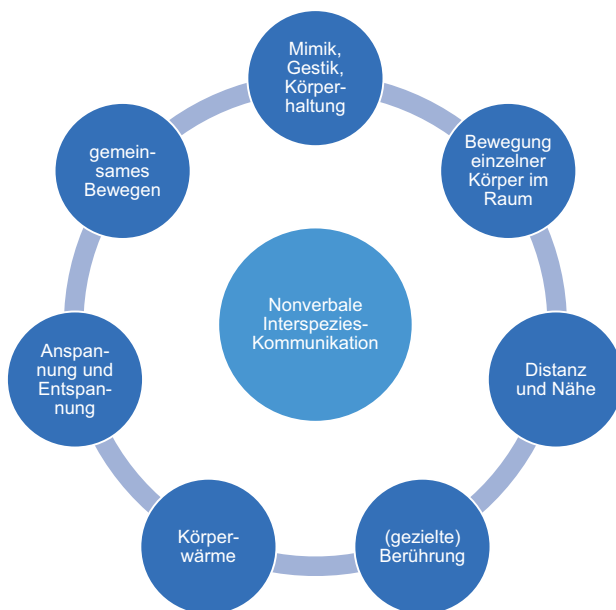 Mimik,
Gestik,
Körper-
haltung
Bewegung
einzelner
Körper im
Raum
Distanz
und Nähe
(gezielte)
Berührung
Körper-
wärme
Anspan-
nung und
Entspan-
nung
gemein-
sames
Bewegen
Nonverbale
Interspezies-
Kommunikation